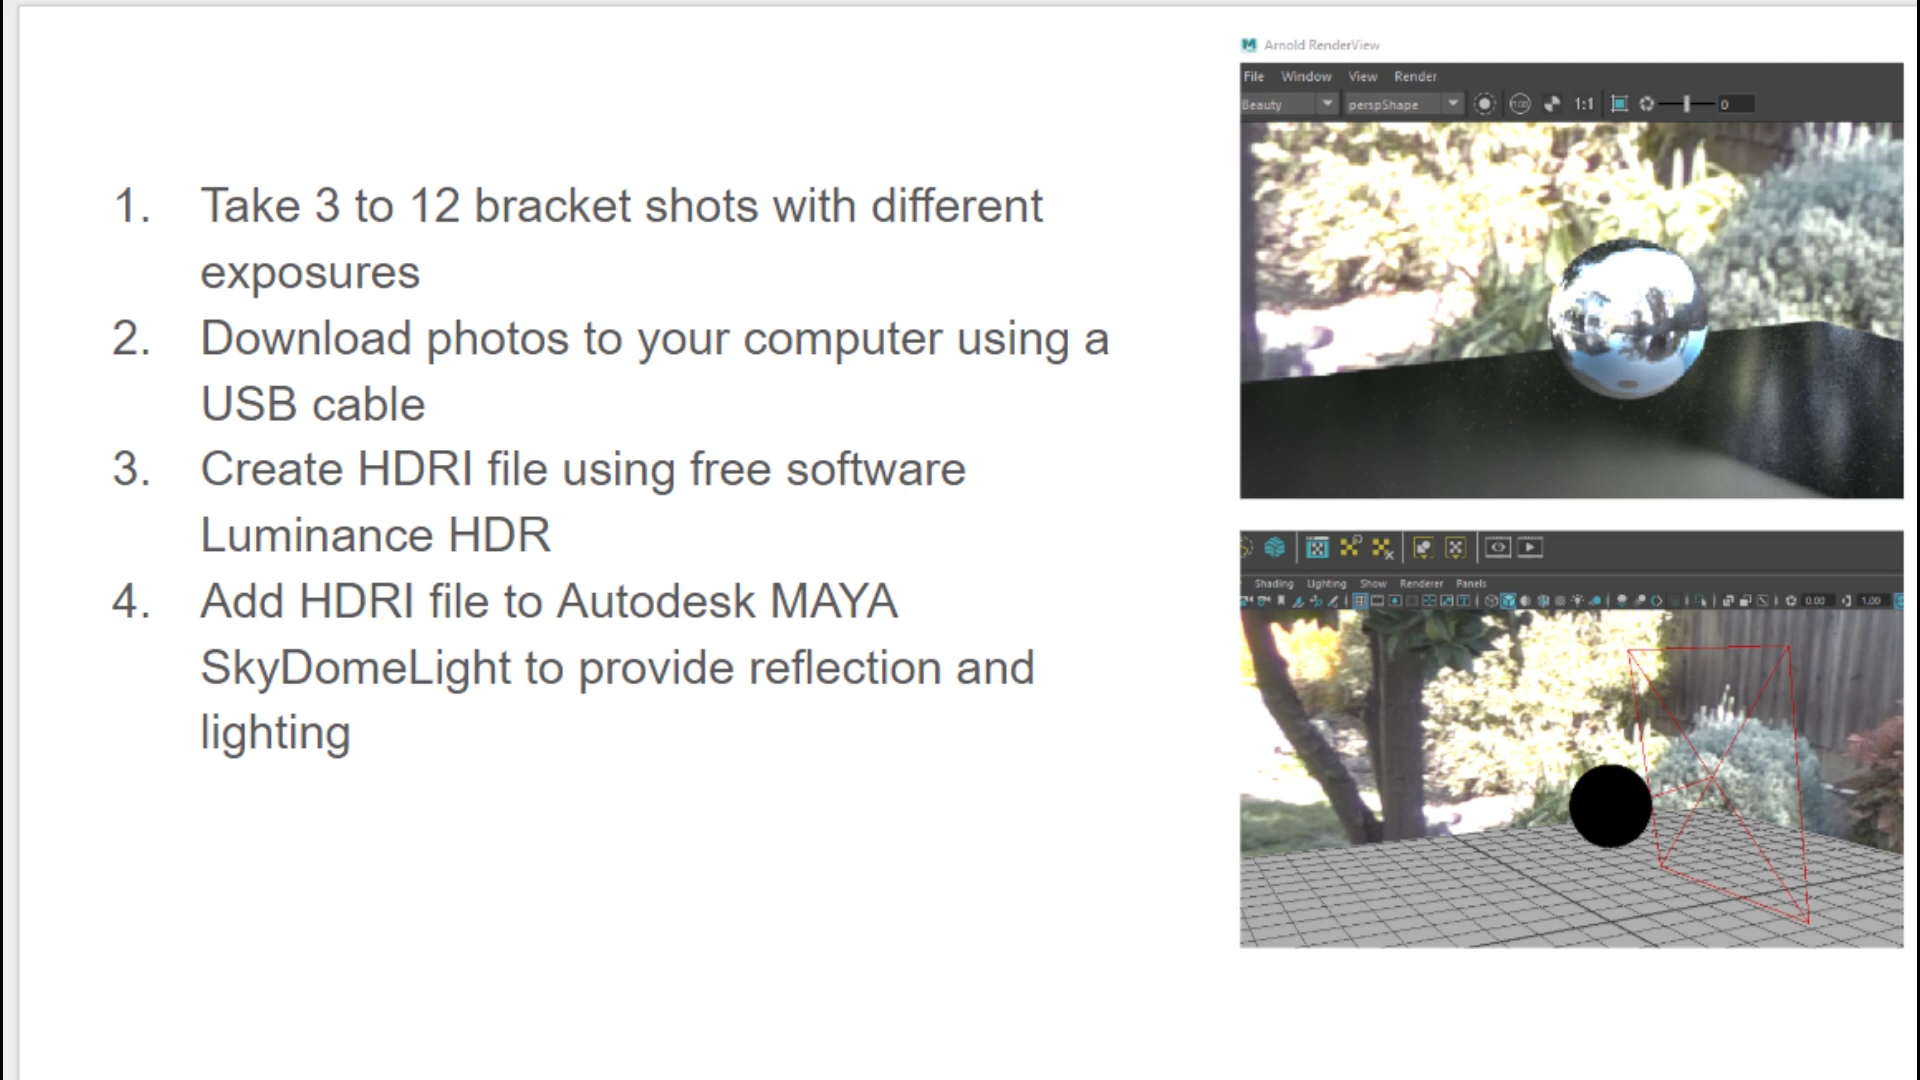 1. Take 3 to 12 bracket shots with different
exposures
2. Download photos to your computer using a
USB cable
3. Create HDRI file using free software
Luminance HDR
4. Add HDRI file to Autodesk MAYA
SkyDomeLight to provide reflection and
lighting
Arnold RenderView
File Window View Render
Beauty perspShape 1:1 0
Shading Lighting Show Renderer Panels
0.00 1.00